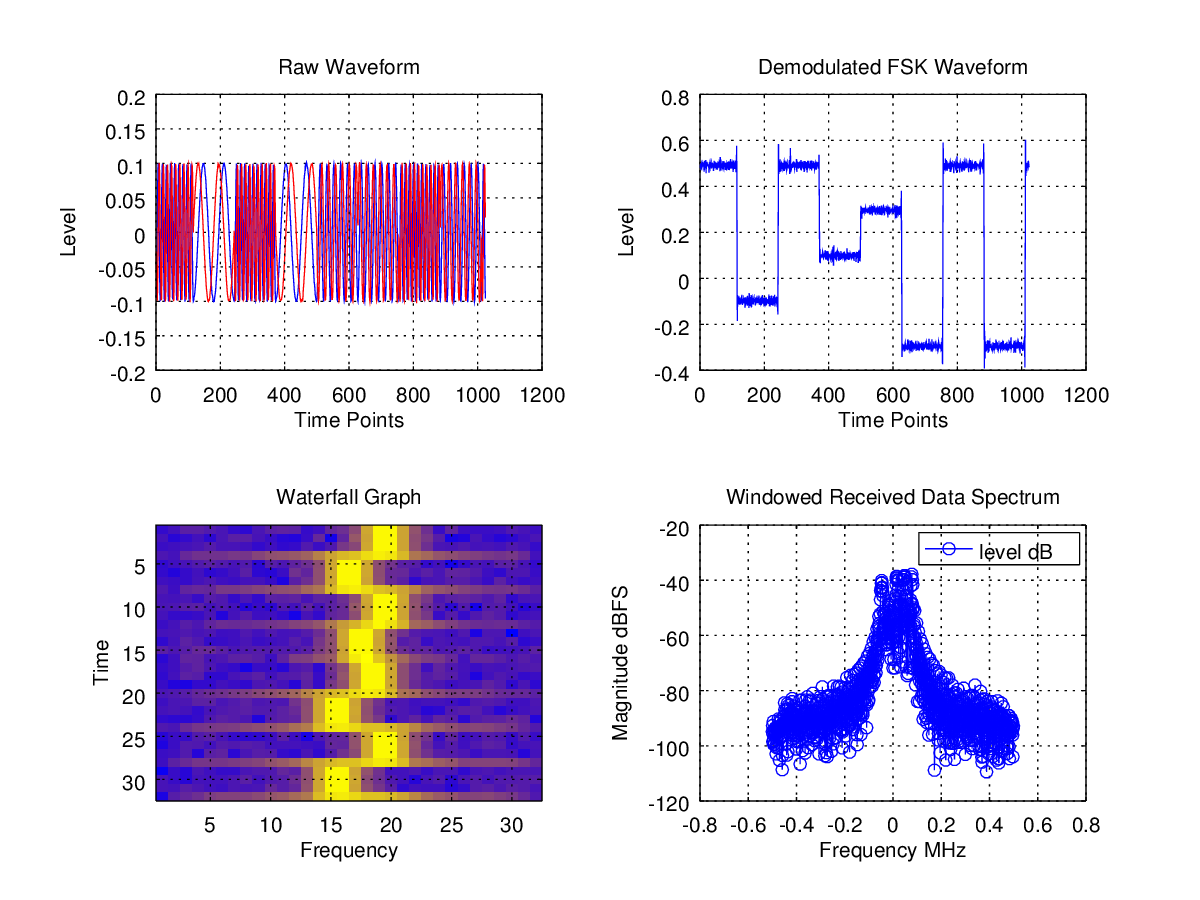 Raw Waveform
0.2
0.15
0.1
0.05
0
-0.05
-0.1
-0.15
-0.2
Level
0 200 400 600 800 1000 1200
Time Points
Demodulated FSK Waveform
0.8
0.6
0.4
0.2
0
-0.2
-0.4
Level
0 200 400 600 800 1000 1200
Time Points
Waterfall Graph
5
10
15
20
25
30
Time
5 10 15 20 25 30
Frequency
Windowed Received Data Spectrum
-20
-40
-60
-80
-100
-120
Magnitude dBFS
level dB
-0.8 -0.6 -0.4 -0.2 0 0.2 0.4 0.6 0.8
Frequency MHz